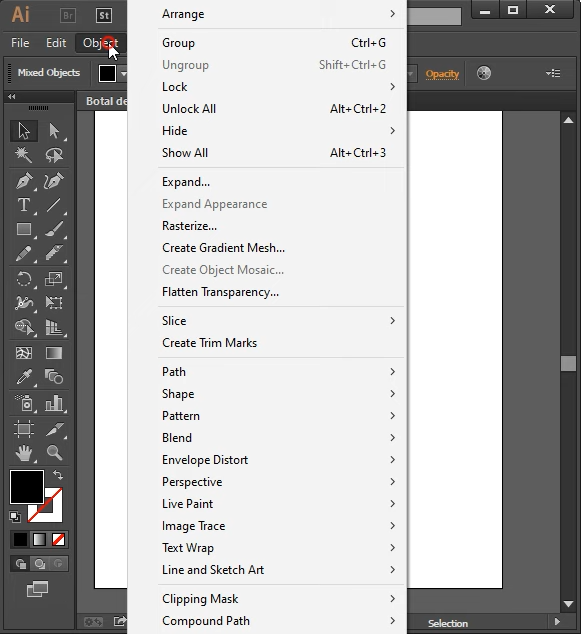 Ai Br St
File Edit Object
Mixed Objects
Opacity
Botal de
Arrange
Group Ctrl+G
Ungroup Shift+Ctrl+G
Lock
Unlock All Alt+Ctrl+2
Hide
Show All Alt+Ctrl+3
Expand...
Expand Appearance
Rasterize...
Create Gradient Mesh...
Create Object Mosaic...
Flatten Transparency...
Slice
Create Trim Marks
Path
Shape
Pattern
Blend
Envelope Distort
Perspective
Live Paint
Image Trace
Text Wrap
Line and Sketch Art
Clipping Mask
Compound Path
Selection